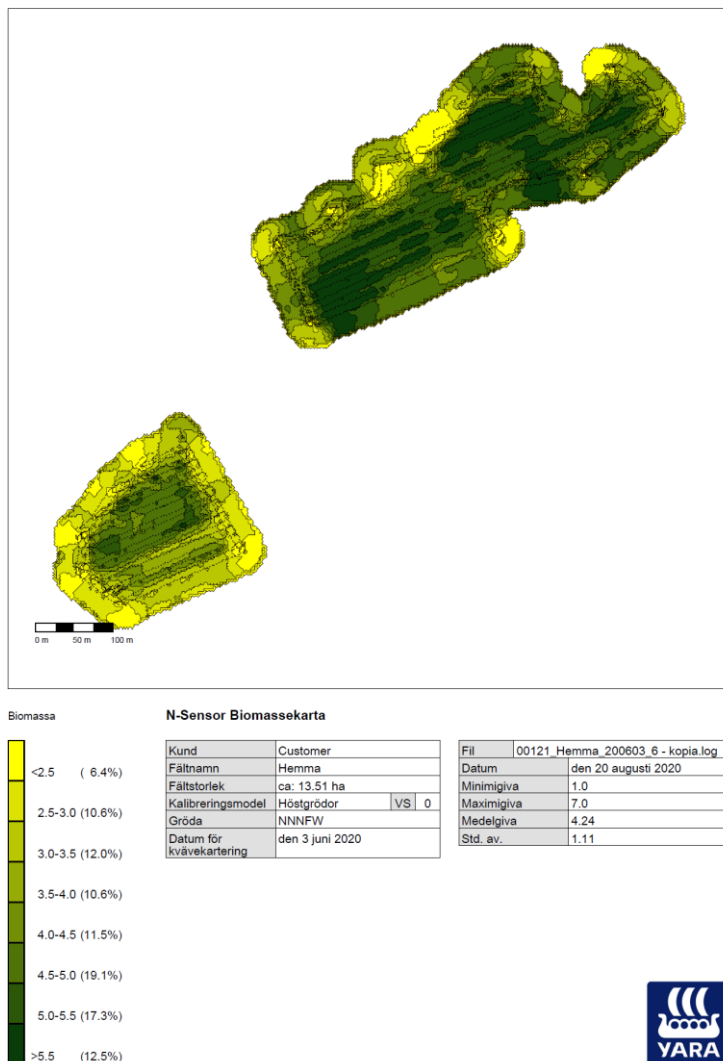 0 m 50 m 100 m
Biomassa
<2.5 ( 6.4%)
2.5-3.0 (10.6%)
3.0-3.5 (12.0%)
3.5-4.0 (10.6%)
4.0-4.5 (11.5%)
4.5-5.0 (19.1%)
5.0-5.5 (17.3%)
>5.5 (12.5%)
N-Sensor Biomassekarta
Kund Customer
Fältnamn Hemma
Fältstorlek ca: 13.51 ha
Kalibreringsmodel Höstgrödor VS 0
Gröda NNNFW
Datum för
kvävekartering den 3 juni 2020
Fil 00121_Hemma_200603_6 - kopia.log
Datum den 20 augusti 2020
Minimigiva 1.0
Maximigiva 7.0
Medelgiva 4.24
Std. av. 1.11
YARA